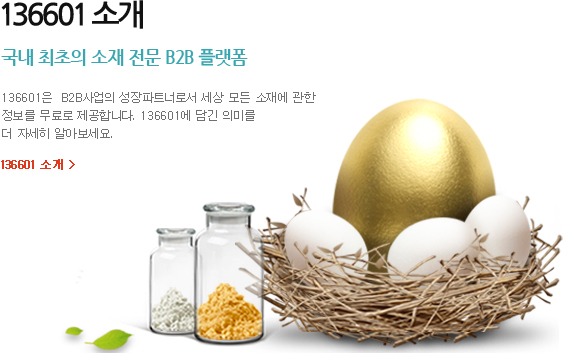 136601 소개
국내 최초의 소재 전문 B2B 플랫폼
136601은 B2B사업의 성장파트너로서 세상 모든 소재에 관한
정보를 무료로 제공합니다. 136601에 담긴 의미를
더 자세히 알아보세요.
136601 소개 >